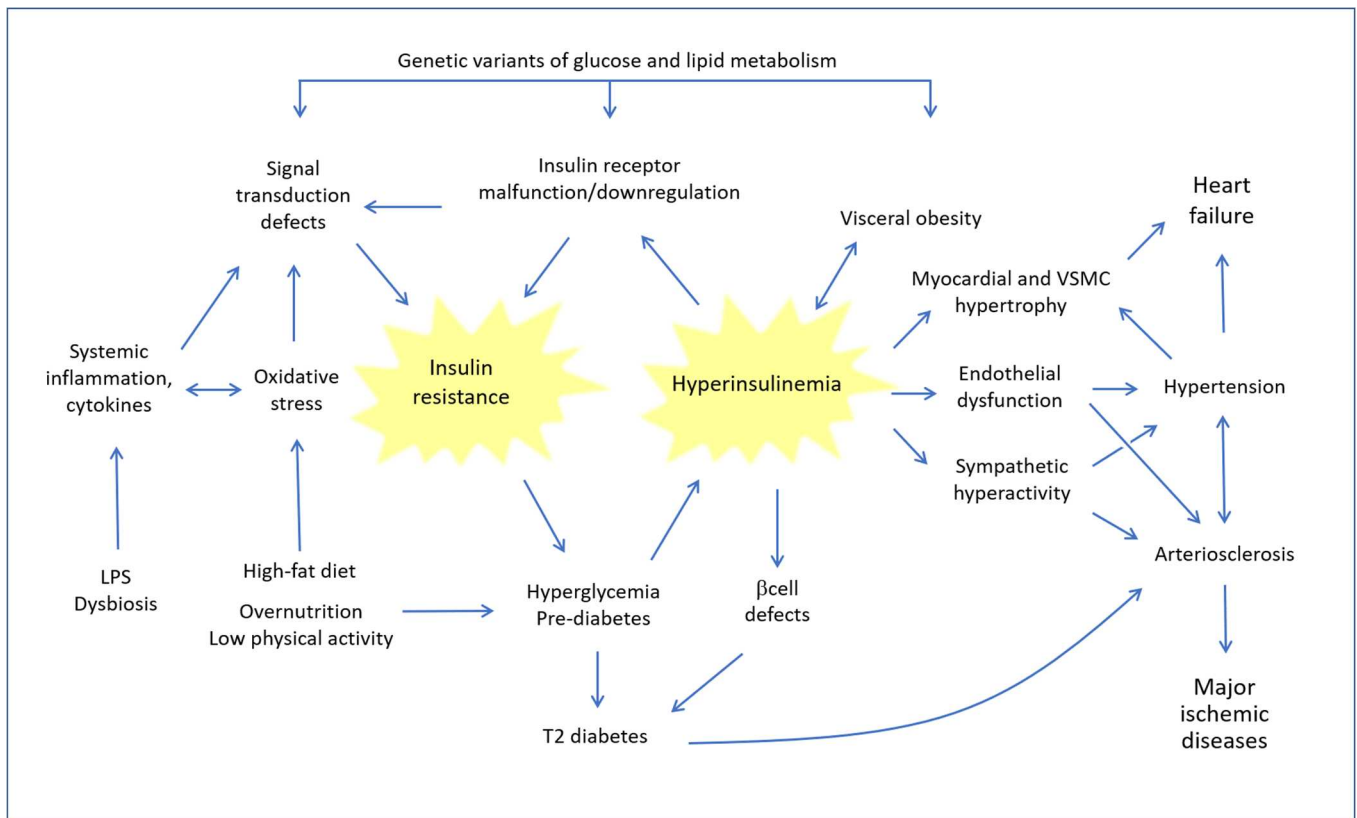 Genetic variants of glucose and lipid metabolism
Signal
transduction
defects
Insulin receptor
malfunction/downregulation
Visceral obesity
Heart
failure
Myocardial and VSMC
hypertrophy
Systemic
inflammation,
cytokines
Oxidative
stress
Insulin
resistance
Hyperinsulinemia
Endothelial
dysfunction
Hypertension
Sympathetic
hyperactivity
Arteriosclerosis
LPS
Dysbiosis
High-fat diet
Overnutrition
Low physical activity
Hyperglycemia
Pre-diabetes
βcell
defects
T2 diabetes
Major
ischemic
diseases